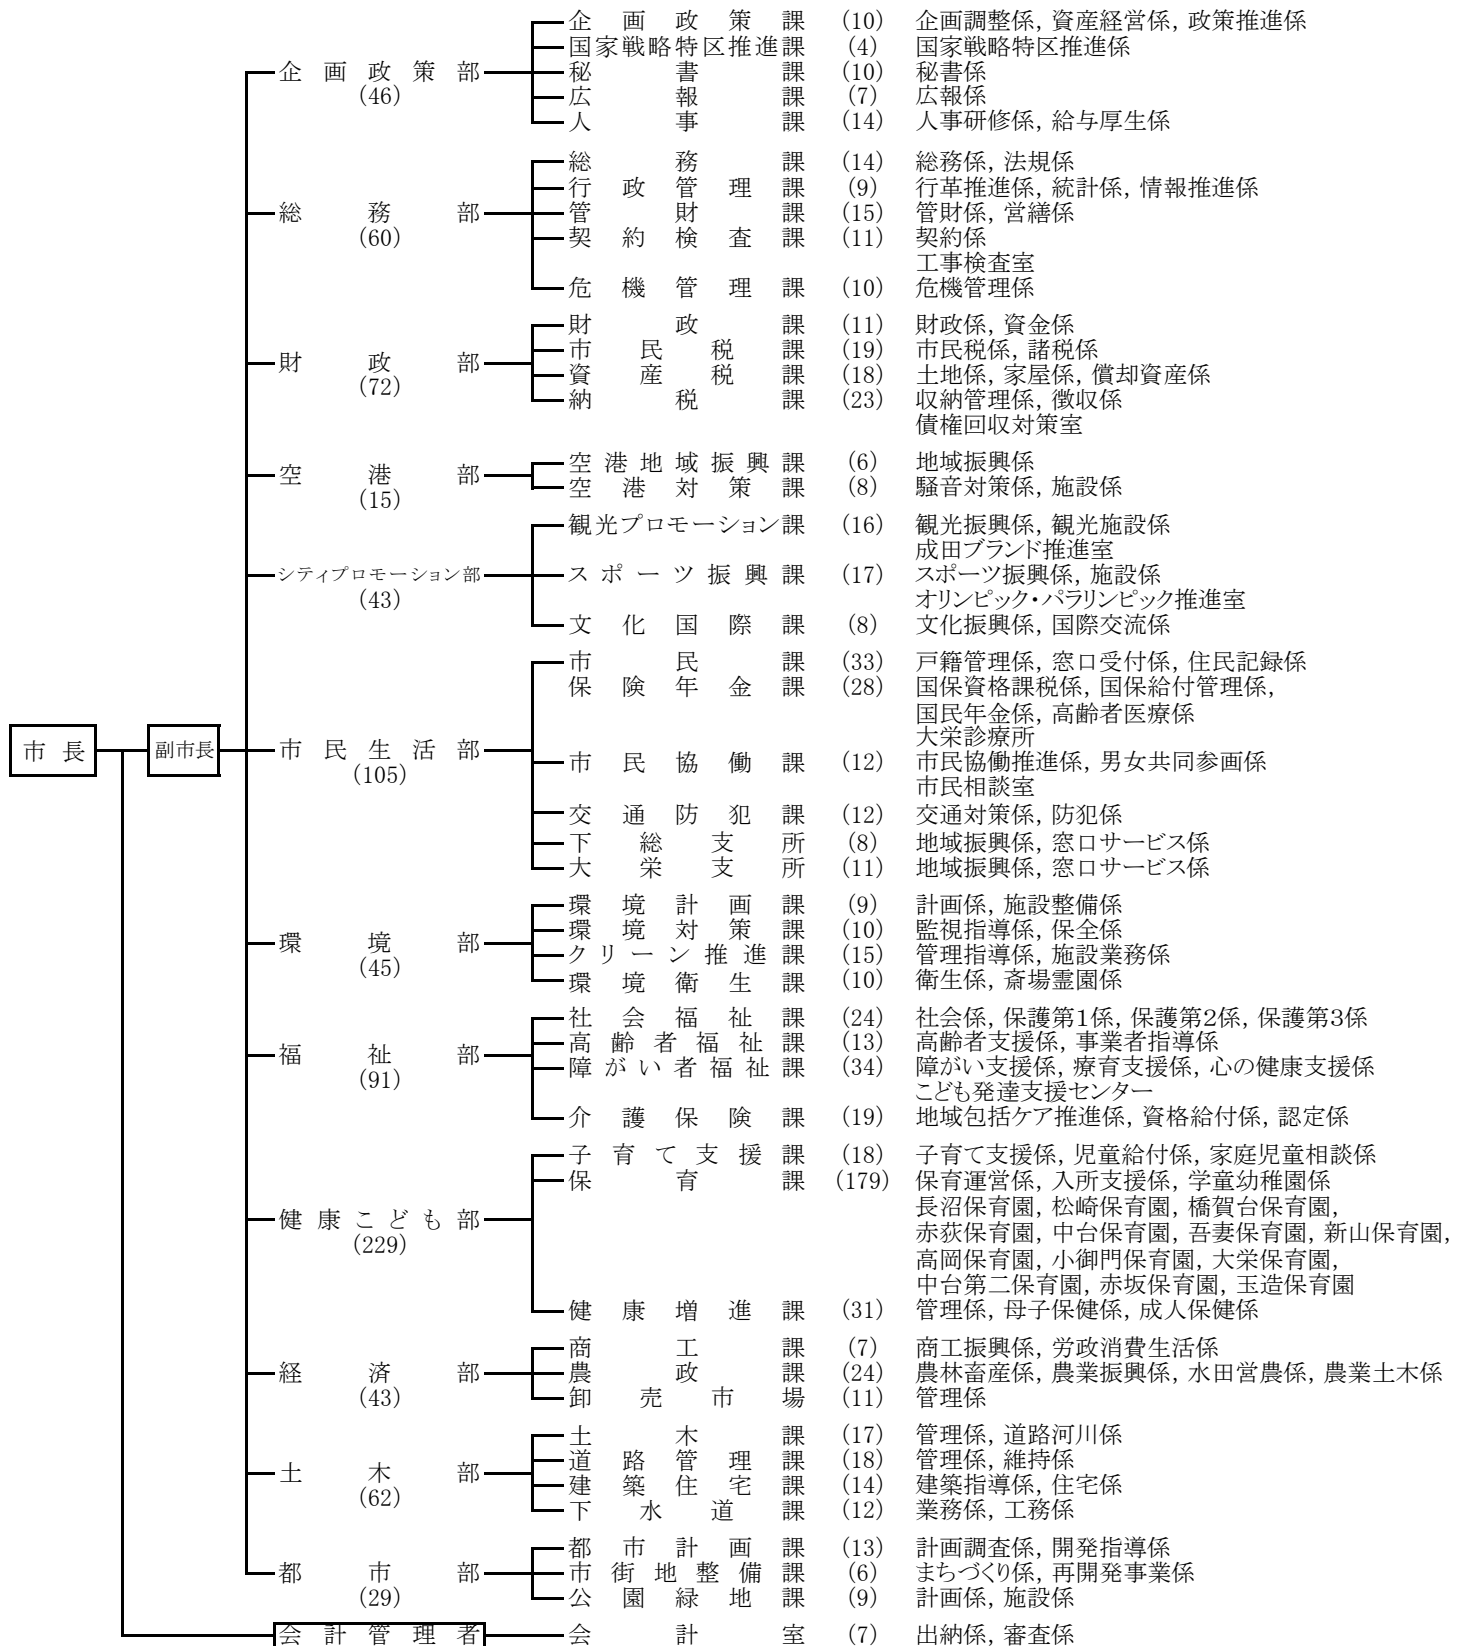 企画政策課 (10) 企画調整係, 資産経営係, 政策推進係
国家戦略特区推進課 (4) 国家戦略特区推進係
企画政策部 秘書課 (10) 秘書係
(46) 広報課 (7) 広報係
人事課 (14) 人事研修係, 給与厚生係
総務課 (14) 総務係, 法規係
行政管理課 (9) 行革推進係, 統計係, 情報推進係
総務部 管財課 (15) 管財係, 営繕係
(60) 契約検査課 (11) 契約係
工事検査室
危機管理課 (10) 危機管理係
財政課 (11) 財政係, 資金係
市民税課 (19) 市民税係, 諸税係
財政部 資産税課 (18) 土地係, 家屋係, 償却資産係
(72) 納税課 (23) 収納管理係, 徴収係
債権回収対策室
空港地域振興課 (6) 地域振興係
空港部 空港対策課 (8) 騒音対策係, 施設係
(15)
観光プロモーション課 (16) 観光振興係, 観光施設係
成田ブランド推進室
シティプロモーション部 スポーツ振興課 (17) スポーツ振興係, 施設係
(43) オリンピック・パラリンピック推進室
文化国際課 (8) 文化振興係, 国際交流係
市民課 (33) 戸籍管理係, 窓口受付係, 住民記録係
保険年金課 (28) 国保資格課税係, 国保給付管理係,
国民年金係, 高齢者医療係
大栄診療所
市長 副市長 市民生活部
(105) 市民協働課 (12) 市民協働推進係, 男女共同参画係
市民相談室
交通防犯課 (12) 交通対策係, 防犯係
下総支所 (8) 地域振興係, 窓口サービス係
大栄支所 (11) 地域振興係, 窓口サービス係
環境計画課 (9) 計画係, 施設整備係
環境対策課 (10) 監視指導係, 保全係
環境部 クリーン推進課 (15) 管理指導係, 施設業務係
(45) 環境衛生課 (10) 衛生係, 斎場霊園係
社会福祉課 (24) 社会係, 保護第1係, 保護第2係, 保護第3係
高齢者福祉課 (13) 高齢者支援係, 事業者指導係
福祉部 障がい者福祉課 (34) 障がい支援係, 療育支援係, 心の健康支援係
(91) こども発達支援センター
介護保険課 (19) 地域包括ケア推進係, 資格給付係, 認定係
子育て支援課 (18) 子育て支援係, 児童給付係, 家庭児童相談係
保育課 (179) 保育運営係, 入所支援係, 学童幼稚園係
長沼保育園, 松崎保育園, 橋賀台保育園,
健康こども部 赤荻保育園, 中台保育園, 吾妻保育園, 新山保育園,
(229) 高岡保育園, 小御門保育園, 大栄保育園,
中台第二保育園, 赤坂保育園, 玉造保育園
健康増進課 (31) 管理係, 母子保健係, 成人保健係
商工課 (7) 商工振興係, 労政消費生活係
経済部 農政課 (24) 農林畜産係, 農業振興係, 水田営農係, 農業土木係
(43) 卸売市場 (11) 管理係
土木課 (17) 管理係, 道路河川係
道路管理課 (18) 管理係, 維持係
土木部 建築住宅課 (14) 建築指導係, 住宅係
(62) 下水道課 (12) 業務係, 工務係
都市計画課 (13) 計画調査係, 開発指導係
都市部 市街地整備課 (6) まちづくり係, 再開発事業係
(29) 公園緑地課 (9) 計画係, 施設係
会計管理者 会計室 (7) 出納係, 審査係